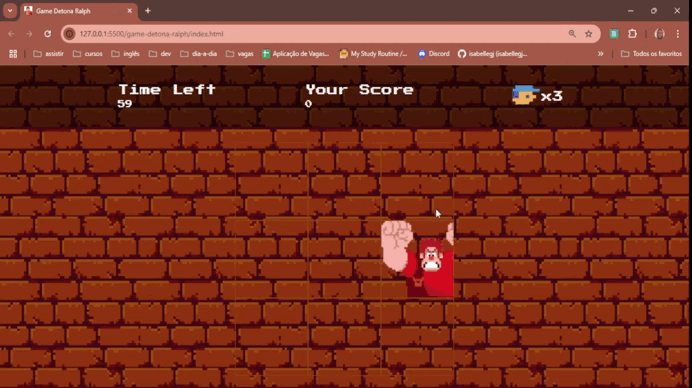 Game Detona Ralph
127.0.0.1:5500/game-detona-ralph/index.html
assistir cursos inglês dev dia-a-dia vagas Aplicação de Vagas... My Study Routine /... Discord isabellegj (isabellegj... » Todos os favoritos
Time Left Your Score
59 0 x3